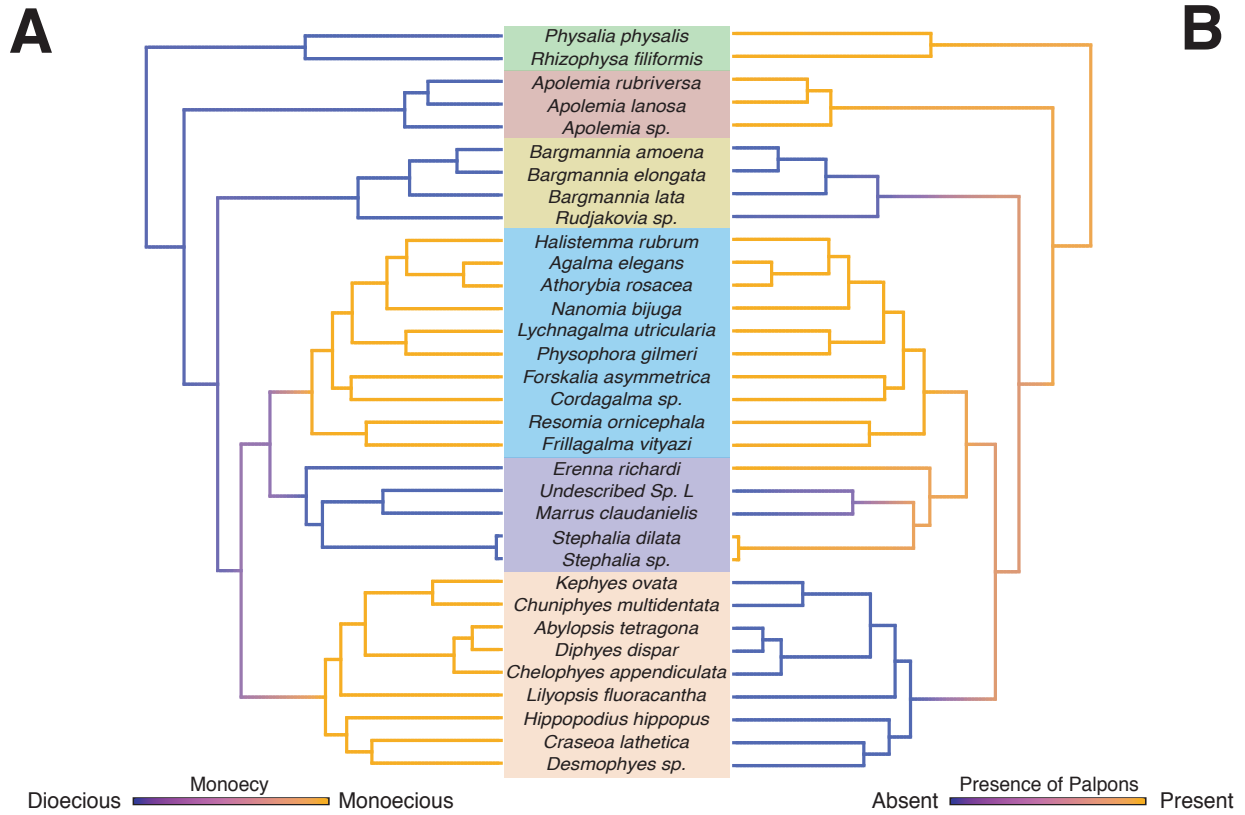 A
B
Physalia physalis
Rhizophysa filiformis
Apolemia rubriversa
Apolemia lanosa
Apolemia sp.
Bargmannia amoena
Bargmannia elongata
Bargmannia lata
Rudjakovia sp.
Halistemma rubrum
Agalma elegans
Athorybia rosacea
Nanomia bijuga
Lychnagalma utricularia
Physophora gilmeri
Forskalia asymmetrica
Cordagalma sp.
Resomia ornicephala
Frillagalma vityazi
Erenna richardi
Undescribed Sp. L
Marrus claudanielis
Stephalia dilata
Stephalia sp.
Kephyes ovata
Chuniphyes multidentata
Abylopsis tetragona
Diphyes dispar
Chelophyes appendiculata
Lilyopsis fluoracantha
Hippopodius hippopus
Craseoa lathetica
Desmophyes sp.
Monoecy
Dioecious
Monoecious
Presence of Palpons
Absent
Present